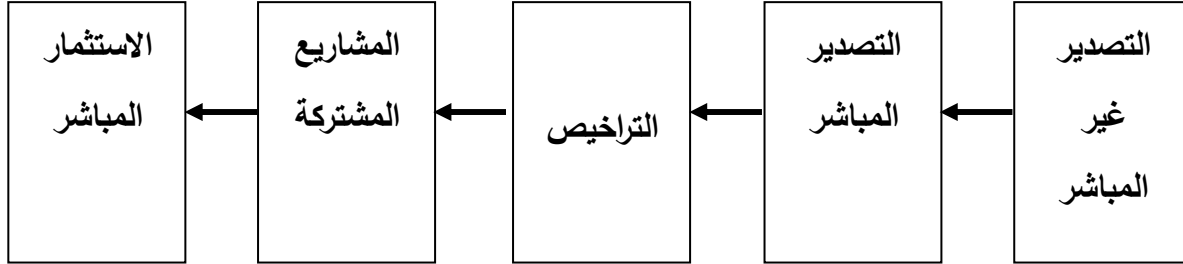 التصدير
غير
المباشر
التصدير
المباشر
التراخيص
المشاريع
المشتركة
الاستثمار
المباشر